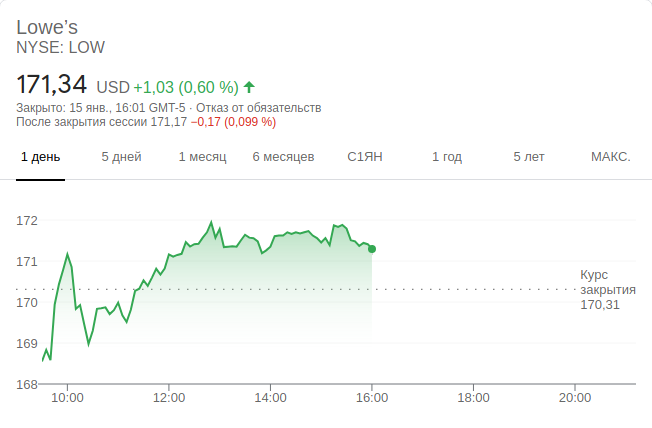 Lowe's
NYSE: LOW
171,34 USD +1,03 (0,60 %)
Закрыто: 15 янв., 16:01 GMT-5 · Отказ от обязательств
После закрытия сессии 171,17 −0,17 (0,099 %)
1 день 5 дней 1 месяц 6 месяцев С1ЯН 1 год 5 лет МАКС.
172
171
Курс
закрытия
170,31
170
169
168
10:00 12:00 14:00 16:00 18:00 20:00